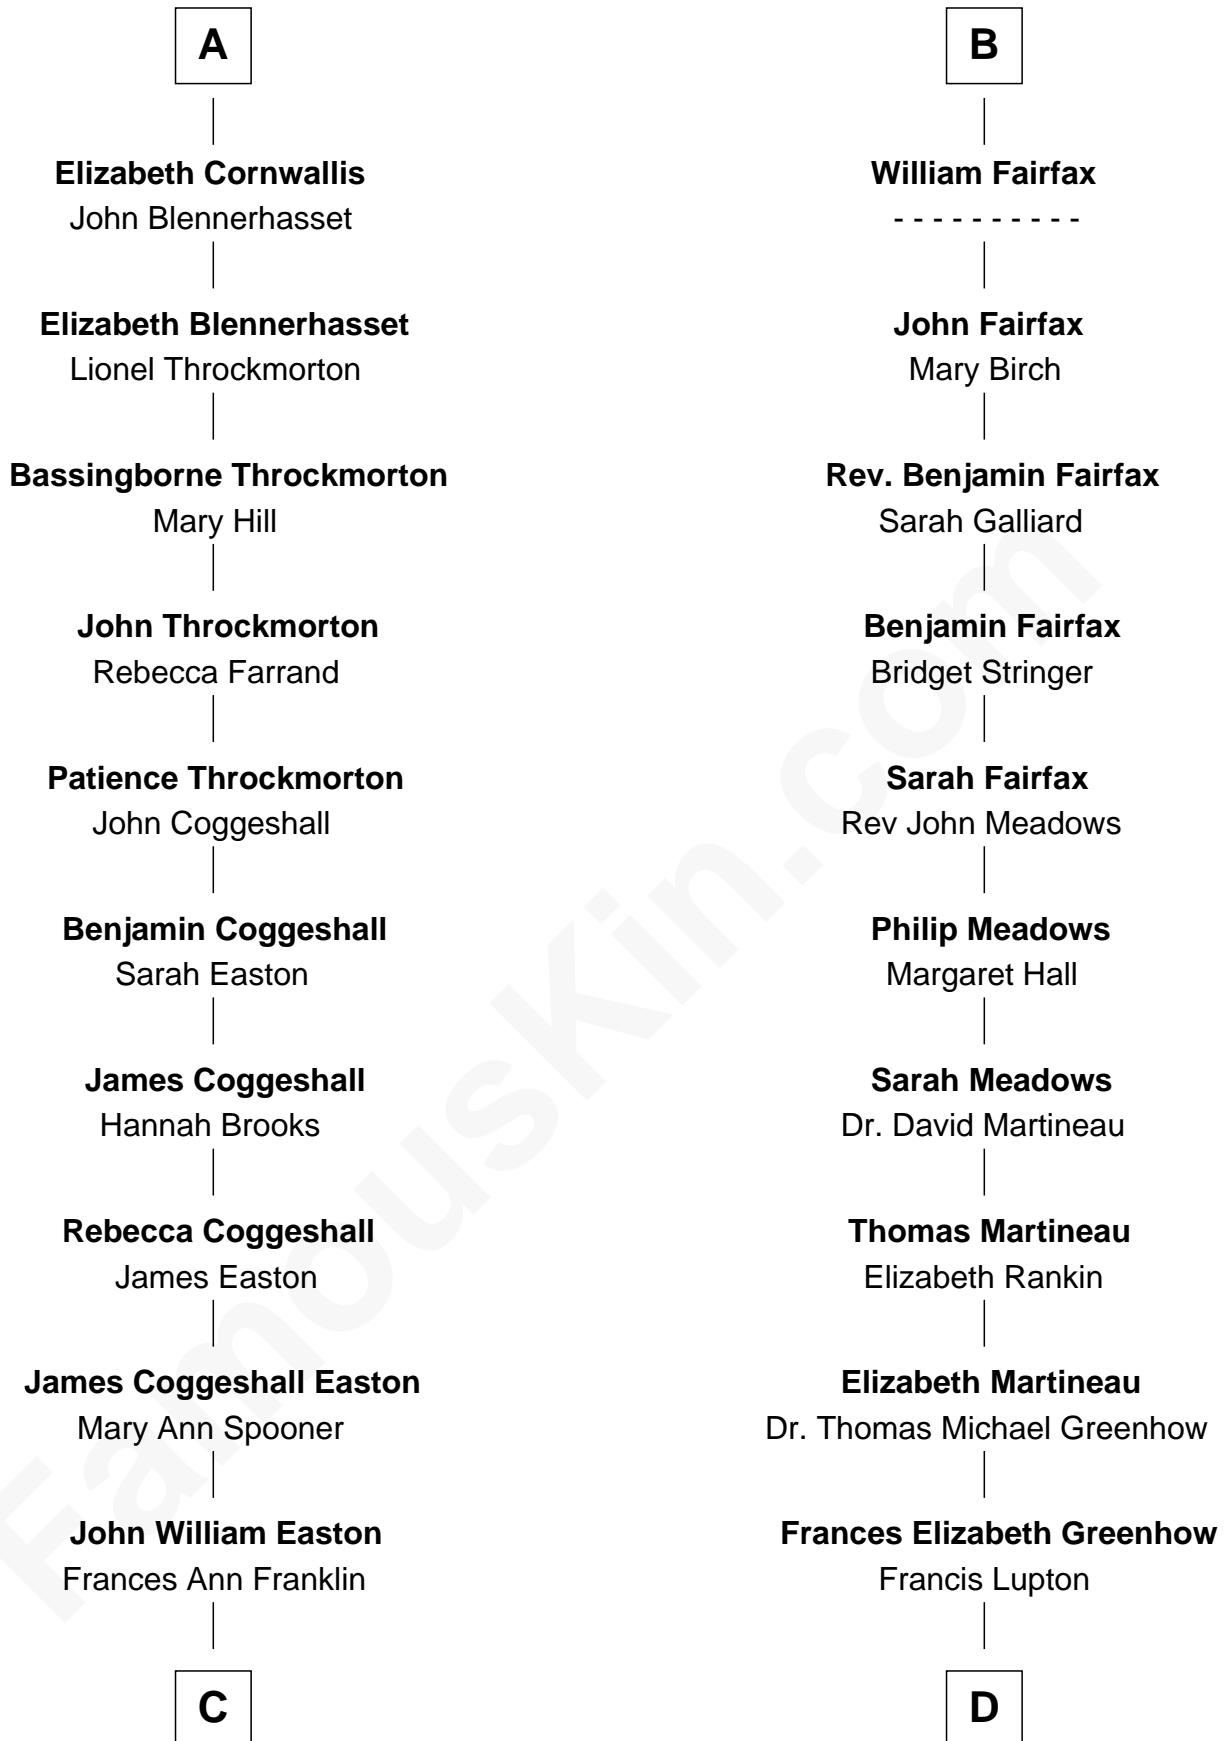 A
Elizabeth Cornwallis
John Blennerhasset
Elizabeth Blennerhasset
Lionel Throckmorton
Bassingborne Throckmorton
Mary Hill
John Throckmorton
Rebecca Farrand
Patience Throckmorton
John Coggeshall
Benjamin Coggeshall
Sarah Easton
James Coggeshall
Hannah Brooks
Rebecca Coggeshall
James Easton
James Coggeshall Easton
Mary Ann Spooner
John William Easton
Frances Ann Franklin
C
B
William Fairfax
- - - - - - - - - -
John Fairfax
Mary Birch
Rev. Benjamin Fairfax
Sarah Galliard
Benjamin Fairfax
Bridget Stringer
Sarah Fairfax
Rev John Meadows
Philip Meadows
Margaret Hall
Sarah Meadows
Dr. David Martineau
Thomas Martineau
Elizabeth Rankin
Elizabeth Martineau
Dr. Thomas Michael Greenhow
Frances Elizabeth Greenhow
Francis Lupton
D
FamousKin.com